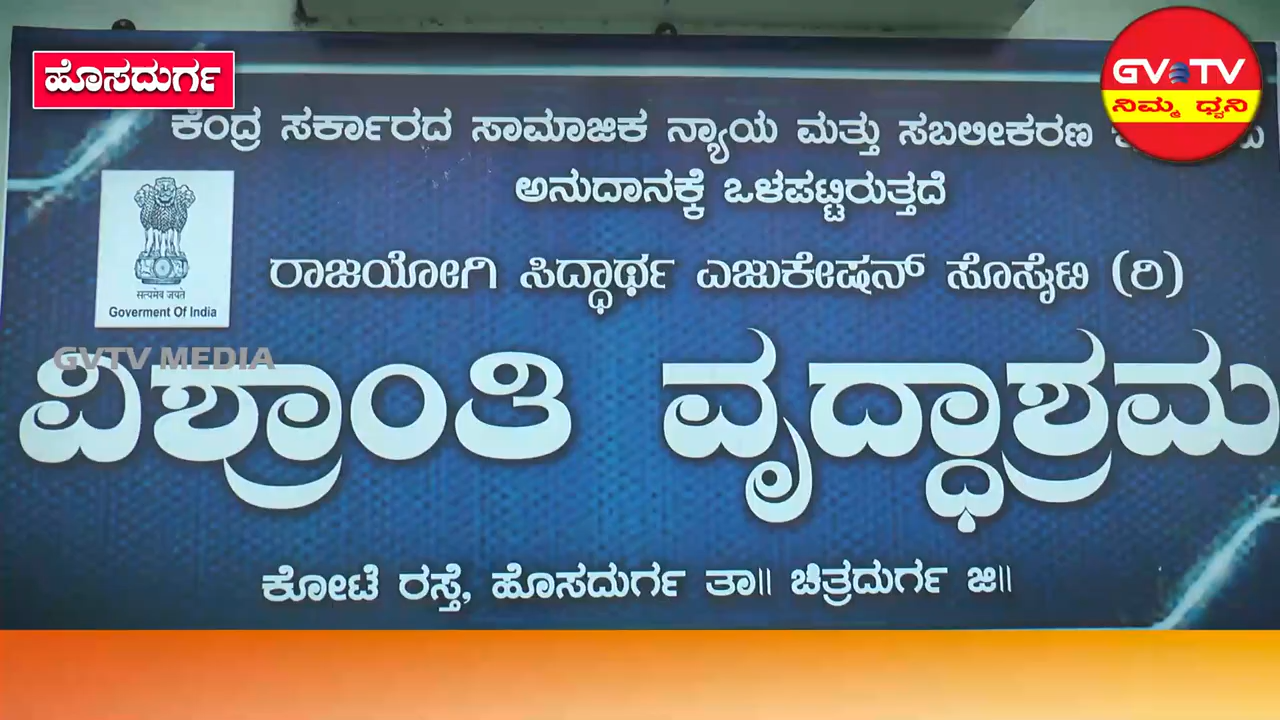 ಹೊಸದುರ್ಗ
GVTV
ನಿಮ್ಮ ಧ್ವನಿ
ಕೇಂದ್ರ ಸರ್ಕಾರದ ಸಾಮಾಜಿಕ ನ್ಯಾಯ ಮತ್ತು ಸಬಲೀಕರಣ
ಅನುದಾನಕ್ಕೆ ಒಳಪಟ್ಟಿರುತ್ತದೆ
सत्यमेव जयते
Goverment Of India
ರಾಜಯೋಗಿ ಸಿದ್ಧಾರ್ಥ ಎಜುಕೇಷನ್ ಸೊಸೈಟಿ (ರಿ)
GVTV MEDIA
ವಿಶ್ರಾಂತಿ ವೃದ್ಧಾಶ್ರಮ
ಕೋಟೆ ರಸ್ತೆ, ಹೊಸದುರ್ಗ ತಾ॥ ಚಿತ್ರದುರ್ಗ ಜಿ॥